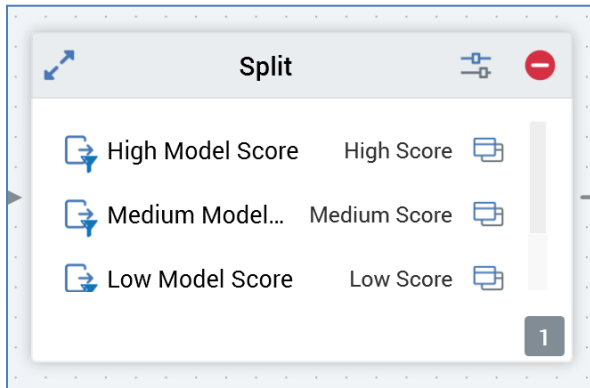 Split
High Model Score High Score
Medium Model... Medium Score
Low Model Score Low Score
1